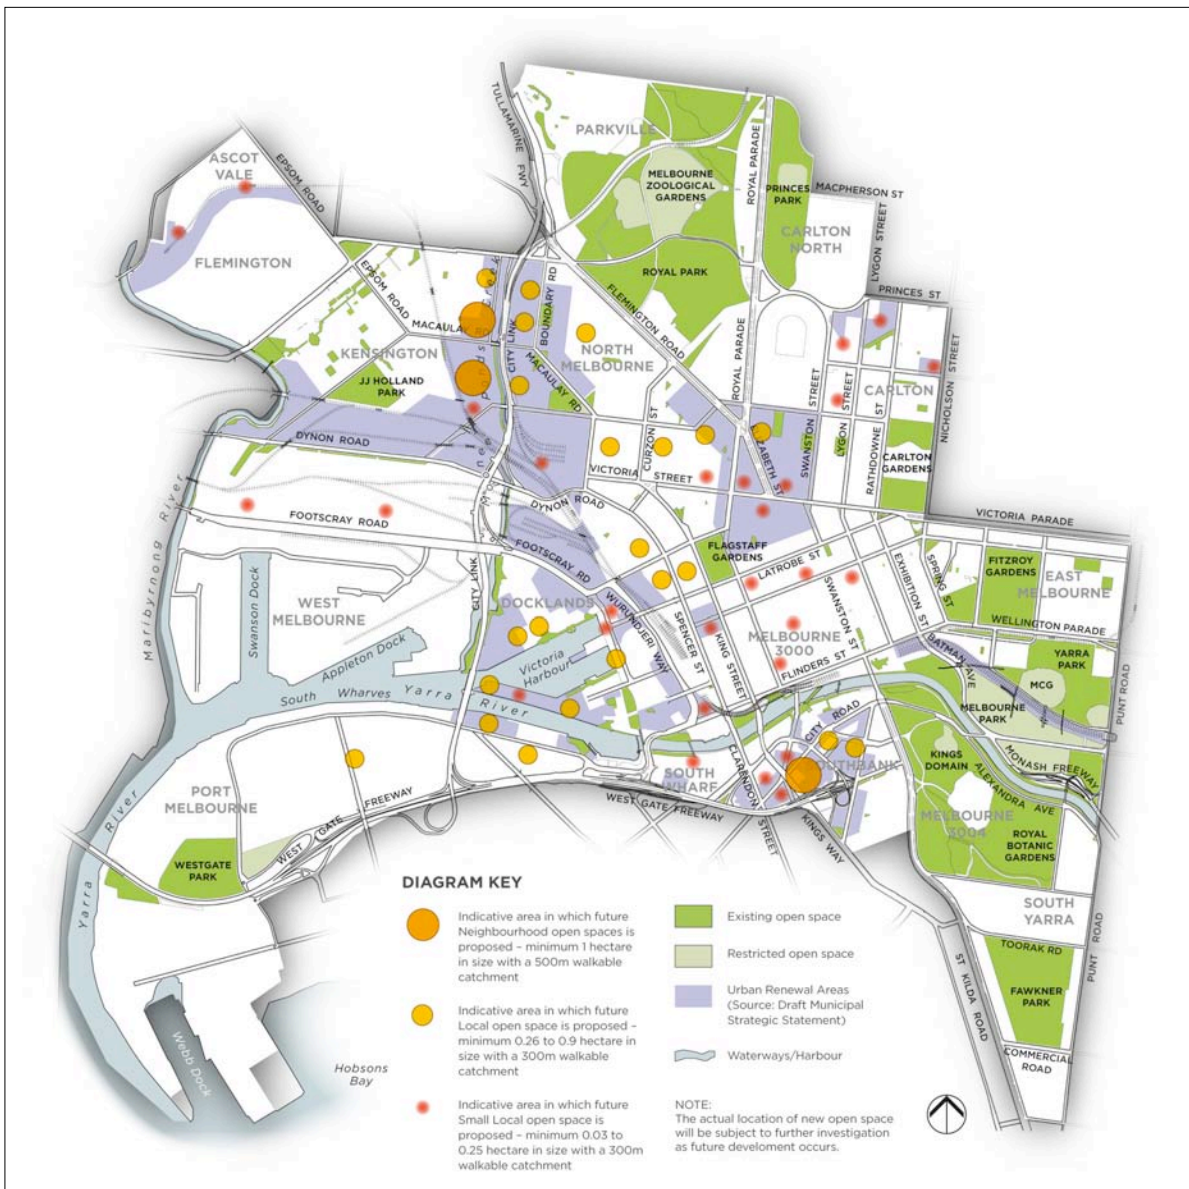 TULLAMARINE FWY
PARKVILLE
ROYAL PARADE
MELBOURNE
ZOOLOGICAL
GARDENS
PRINCES
PARK
MACPHERSON ST
CARLTON
NORTH
LYGON STREET
ASCOT
VALE
EPSOM ROAD
FLEMINGTON
ROYAL PARK
PRINCES ST
EPSOM ROAD
CITY LINK
BOUNDARY RD
FLEMINGTON ROAD
ROYAL PARADE
MACAULAY RD
KENSINGTON
NORTH
MELBOURNE
MACAULAY RD
JJ HOLLAND
PARK
SWANSTON STREET
LYGON STREET
CARLTON
NICHOLSON STREET
RATHDOWNE ST
CURZON ST
ELIZABETH ST
SWANSTON
LYGON
CARLTON
GARDENS
DYNON ROAD
VICTORIA STREET
Moonee Ponds Creek
DYNON ROAD
FOOTSCRAY ROAD
FOOTSCRAY RD
VICTORIA PARADE
Maribyrnong River
FLAGSTAFF
GARDENS
LATROBE ST
EXHIBITION ST
SPRING ST
FITZROY
GARDENS
EAST
MELBOURNE
CITY LINK
WEST
MELBOURNE
Swanson Dock
Appleton Dock
DOCKLANDS
WURUNDJERI WAY
SPENCER ST
KING STREET
SWANSTON ST
MELBOURNE
3000
WELLINGTON PARADE
FLINDERS ST
BATMAN AVE
YARRA
PARK
MCG
PUNT ROAD
Victoria
Harbour
South Wharves Yarra River
MELBOURNE
PARK
CITY ROAD
KINGS
DOMAIN
MONASH FREEWAY
ALEXANDRA AVE
SOUTHBANK
CLARENDON STREET
SOUTH
WHARF
PORT
MELBOURNE
WEST GATE FREEWAY
WEST GATE FREEWAY
KINGS WAY
MELBOURNE
3004
ROYAL
BOTANIC
GARDENS
WESTGATE
PARK
Yarra River
SOUTH
YARRA
TOORAK RD
PUNT ROAD
ST KILDA ROAD
FAWKNER
PARK
COMMERCIAL
ROAD
Webb Dock
Hobsons
Bay
DIAGRAM KEY
Indicative area in which future
Neighbourhood open spaces is
proposed – minimum 1 hectare
in size with a 500m walkable
catchment
Indicative area in which future
Local open space is proposed –
minimum 0.26 to 0.9 hectare in
size with a 300m walkable
catchment
Indicative area in which future
Small Local open space is
proposed – minimum 0.03 to
0.25 hectare in size with a 300m
walkable catchment
Existing open space
Restricted open space
Urban Renewal Areas
(Source: Draft Municipal
Strategic Statement)
Waterways/Harbour
NOTE:
The actual location of new open space
will be subject to further investigation
as future develoment occurs.